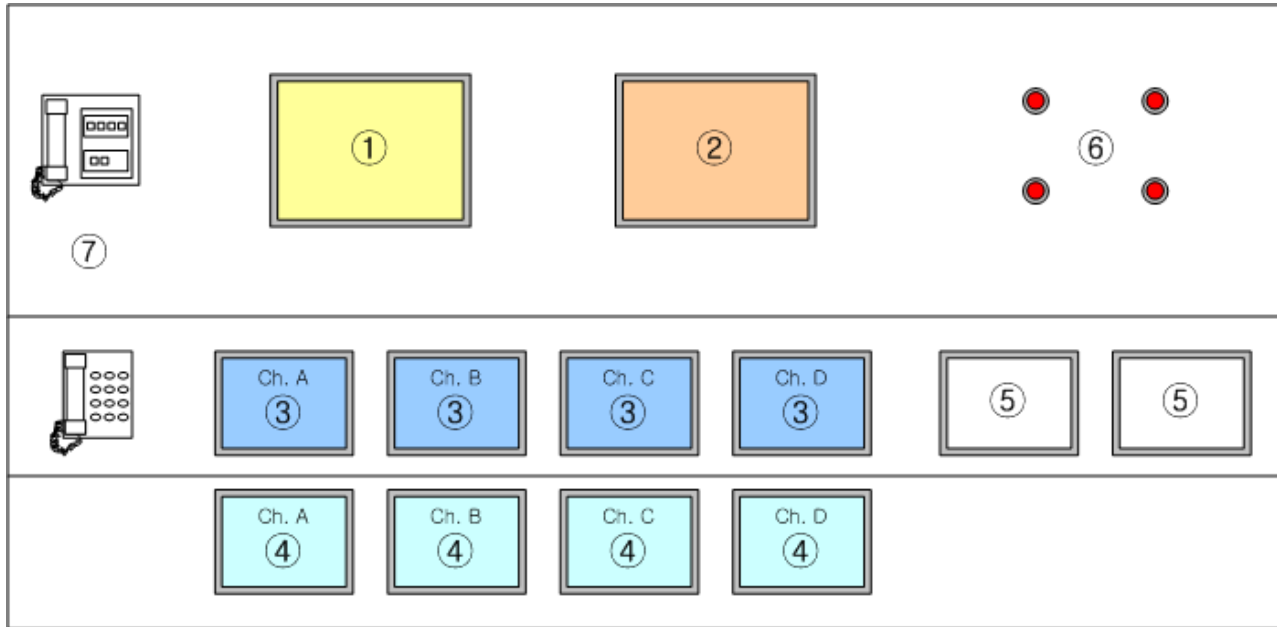 ① ② ⑥
⑦
Ch. A Ch. B Ch. C Ch. D
③ ③ ③ ③ ⑤ ⑤
Ch. A Ch. B Ch. C Ch. D
④ ④ ④ ④